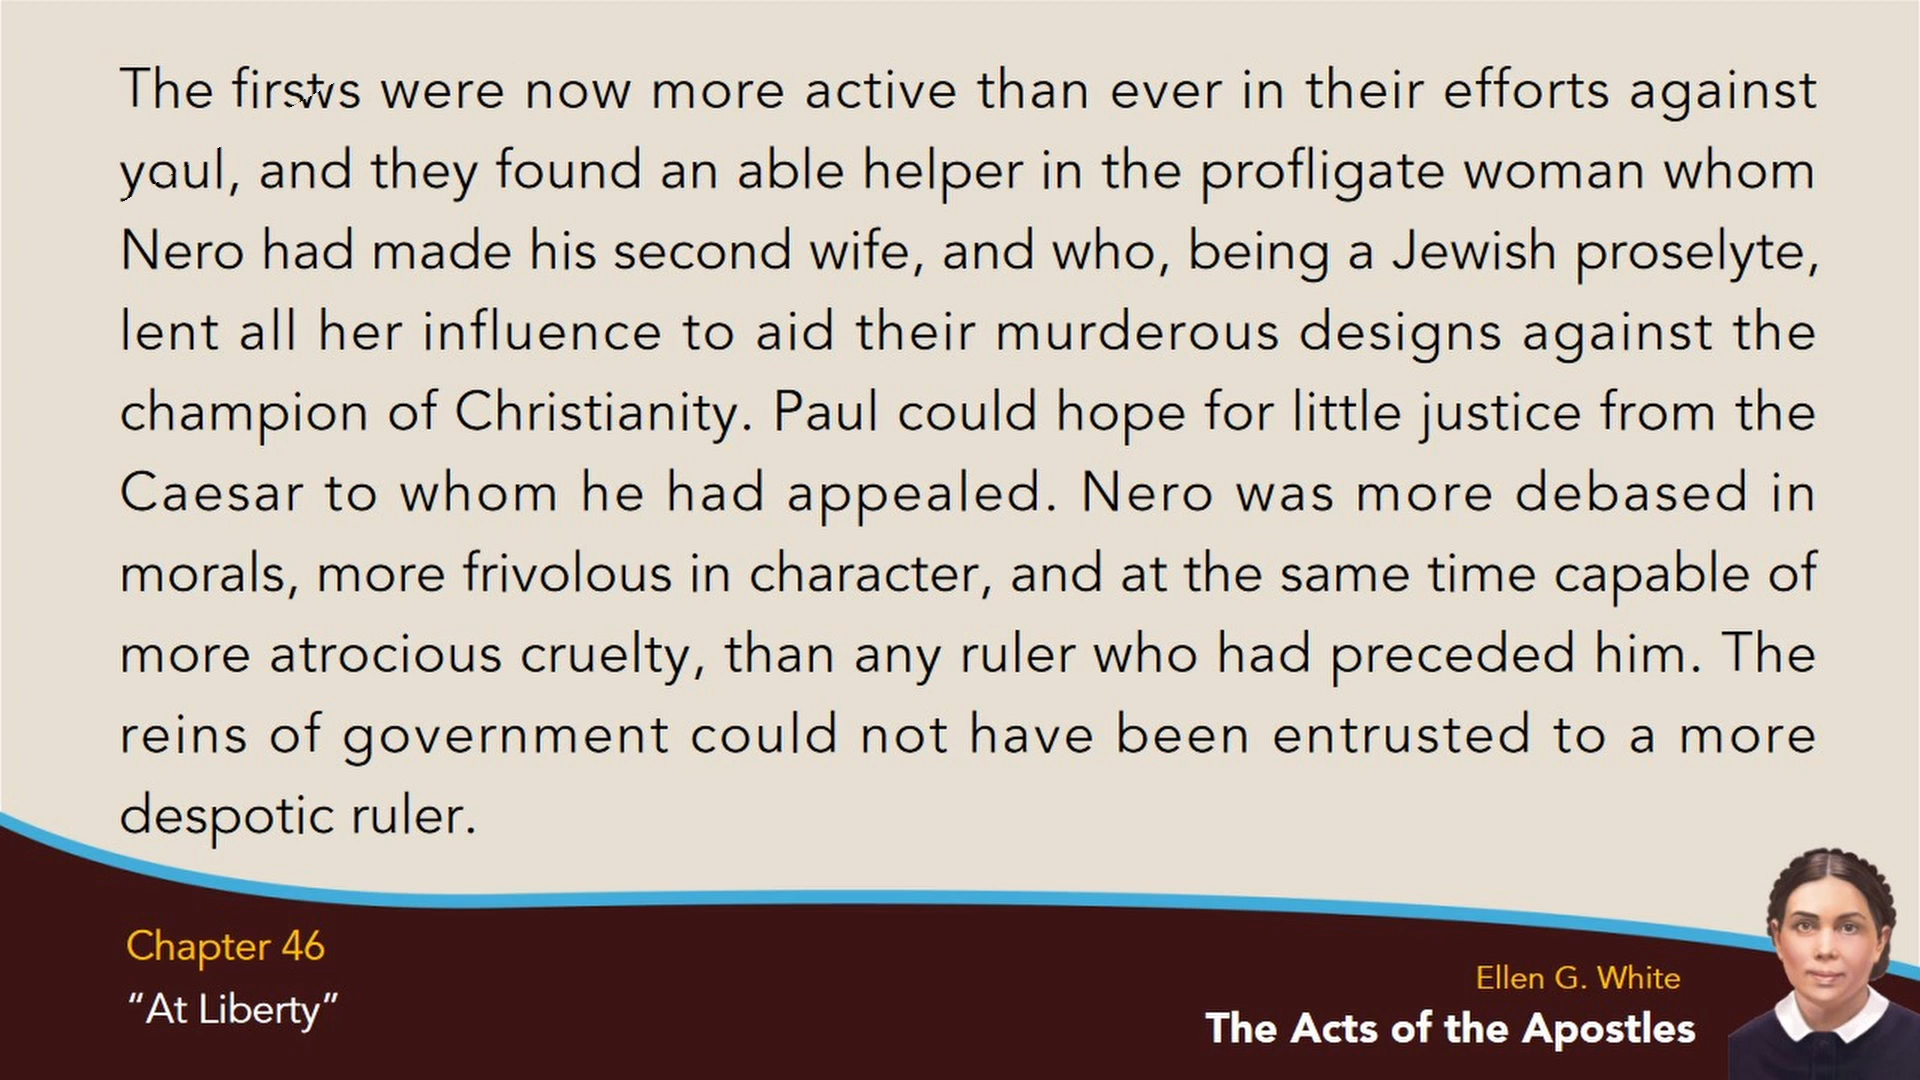 The firsws were now more active than ever in their efforts against
youl, and they found an able helper in the profligate woman whom
Nero had made his second wife, and who, being a Jewish proselyte,
lent all her influence to aid their murderous designs against the
champion of Christianity. Paul could hope for little justice from the
Caesar to whom he had appealed. Nero was more debased in
morals, more frivolous in character, and at the same time capable of
more atrocious cruelty, than any ruler who had preceded him. The
reins of government could not have been entrusted to a more
despotic ruler.
Chapter 46
“At Liberty”
Ellen G. White
The Acts of the Apostles